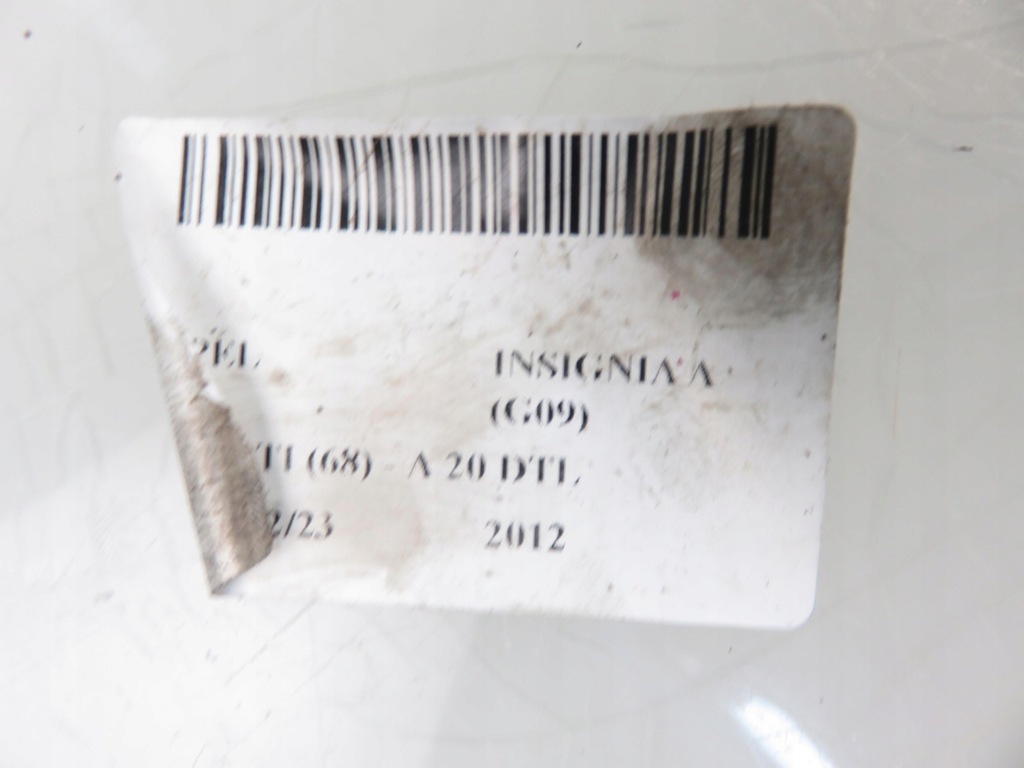 PEL INSIGNIA A
(G09)
TI (68) - A 20 DTL
2/23 2012